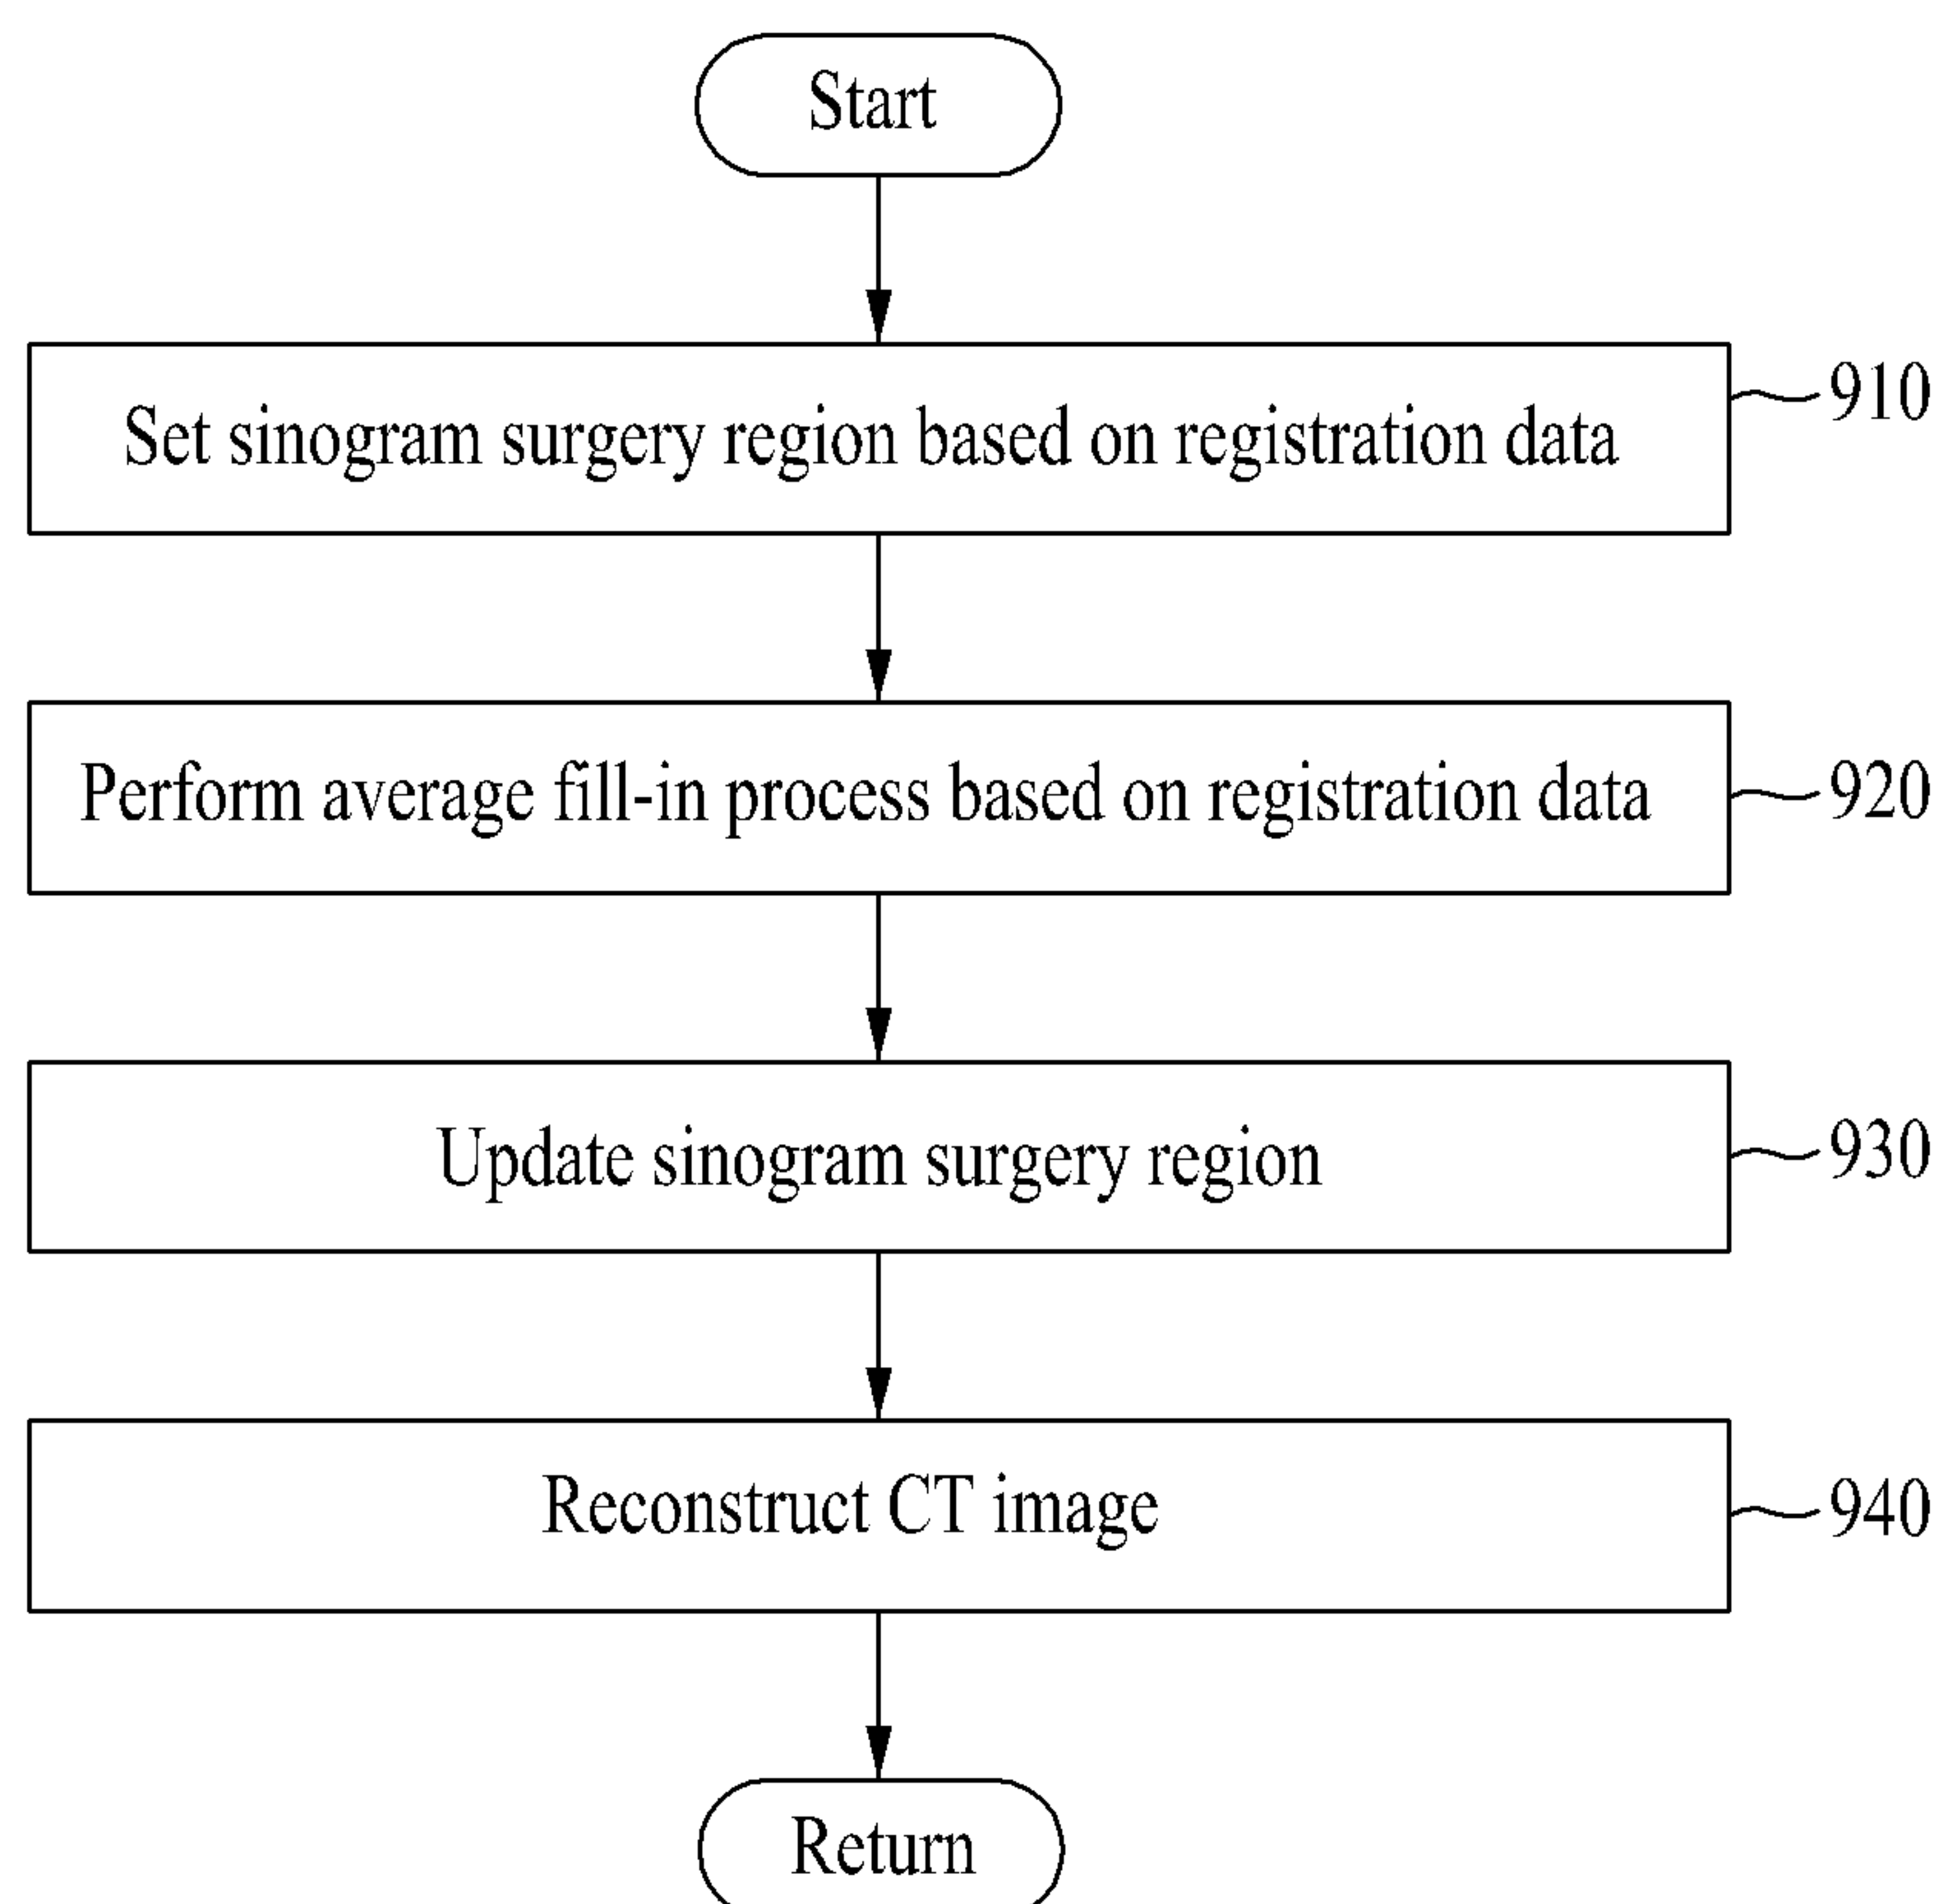 Start
Set sinogram surgery region based on registration data
910
Perform average fill-in process based on registration data
920
Update sinogram surgery region
930
Reconstruct CT image
940
Return